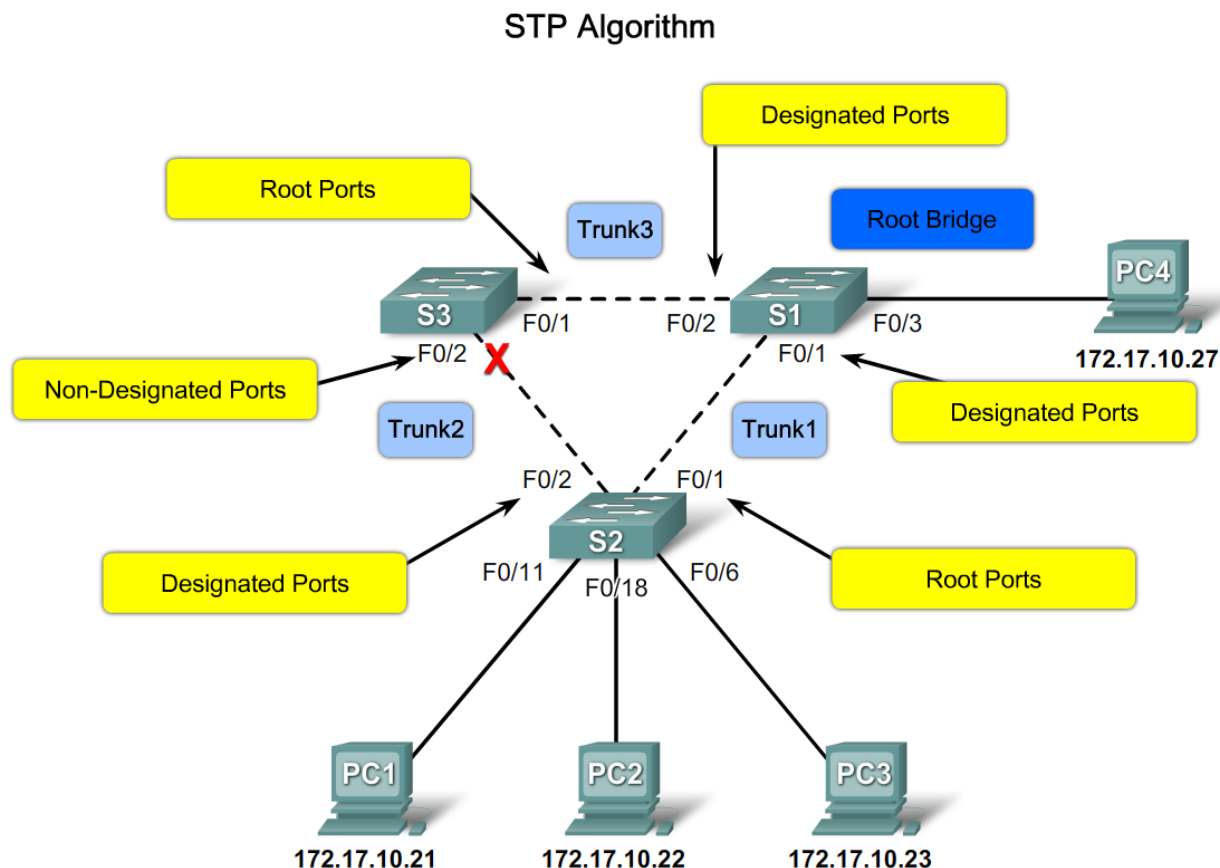 STP Algorithm
Designated Ports
Root Ports
Trunk3
Root Bridge
PC4
S3
F0/1
F0/2
S1
F0/3
F0/2
F0/1
172.17.10.27
Non-Designated Ports
Designated Ports
Trunk2
Trunk1
F0/2
F0/1
S2
Designated Ports
F0/11
F0/18
F0/6
Root Ports
PC1
PC2
PC3
172.17.10.21
172.17.10.22
172.17.10.23